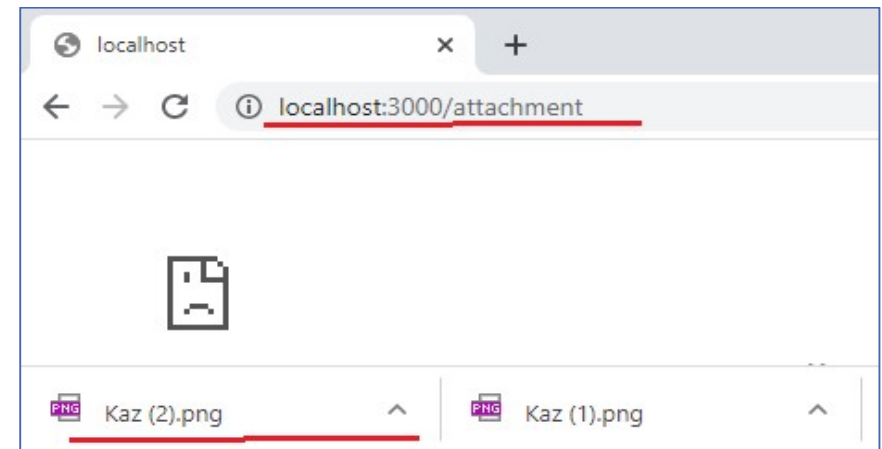 localhost
localhost:3000/attachment
PNG Kaz (2).png
PNG Kaz (1).png